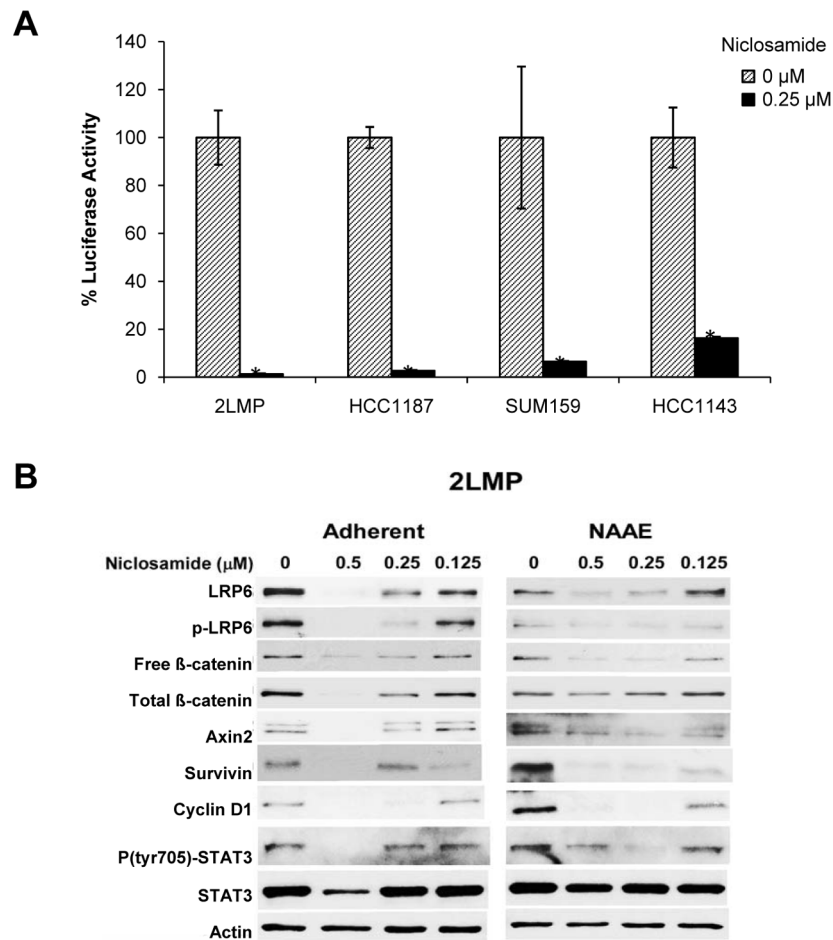 A
140
120
100
80
60
40
20
0
% Luciferase Activity
Niclosamide
0 µM
0.25 µM
* * * *
2LMP HCC1187 SUM159 HCC1143
B
2LMP
Adherent NAAE
Niclosamide (µM) 0 0.5 0.25 0.125 0 0.5 0.25 0.125
LRP6
p-LRP6
Free ß-catenin
Total ß-catenin
Axin2
Survivin
Cyclin D1
P(tyr705)-STAT3
STAT3
Actin